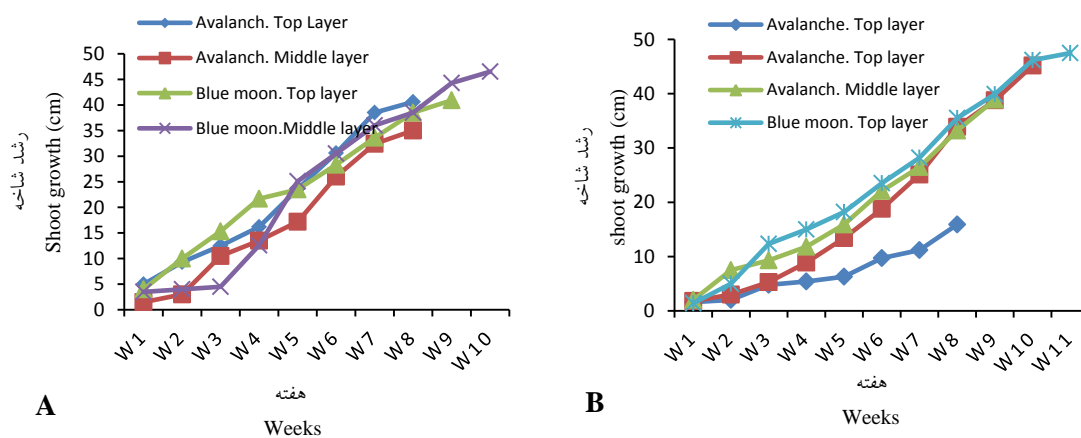 Avalanch. Top Layer
Avalanch. Middle layer
Blue moon. Top layer
Blue moon.Middle layer
50
45
40
35
30
25
20
15
10
5
0
رشد شاخه
Shoot growth (cm)
W1
W2
W3
W4
W5
W6
W7
W8
W9
W10
هفته
Weeks
A
Avalanche. Top layer
Avalanche. Top layer
Avalanch. Middle layer
Blue moon. Top layer
50
40
30
20
10
0
رشد شاخه
shoot growth (cm)
W1
W2
W3
W4
W5
W6
W7
W8
W9
W10
W11
هفته
Weeks
B